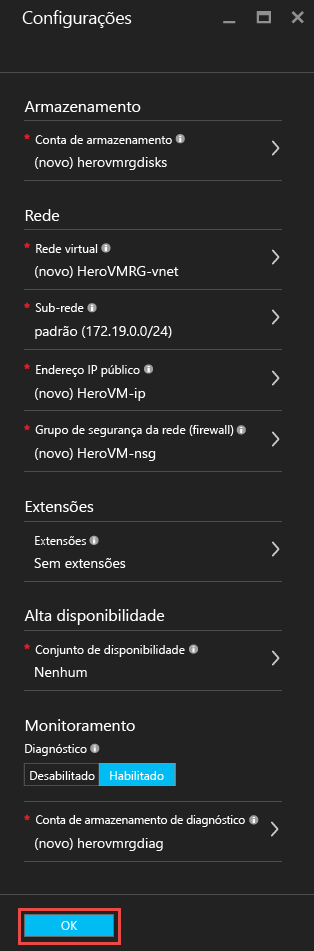 Configurações
Armazenamento
* Conta de armazenamento
(novo) herovmrgdisks
Rede
* Rede virtual
(novo) HeroVMRG-vnet
* Sub-rede
padrão (172.19.0.0/24)
* Endereço IP público
(novo) HeroVM-ip
* Grupo de segurança da rede (firewall)
(novo) HeroVM-nsg
Extensões
Extensões
Sem extensões
Alta disponibilidade
* Conjunto de disponibilidade
Nenhum
Monitoramento
Diagnóstico
Desabilitado Habilitado
* Conta de armazenamento de diagnóstico
(novo) herovmrgdiag
OK